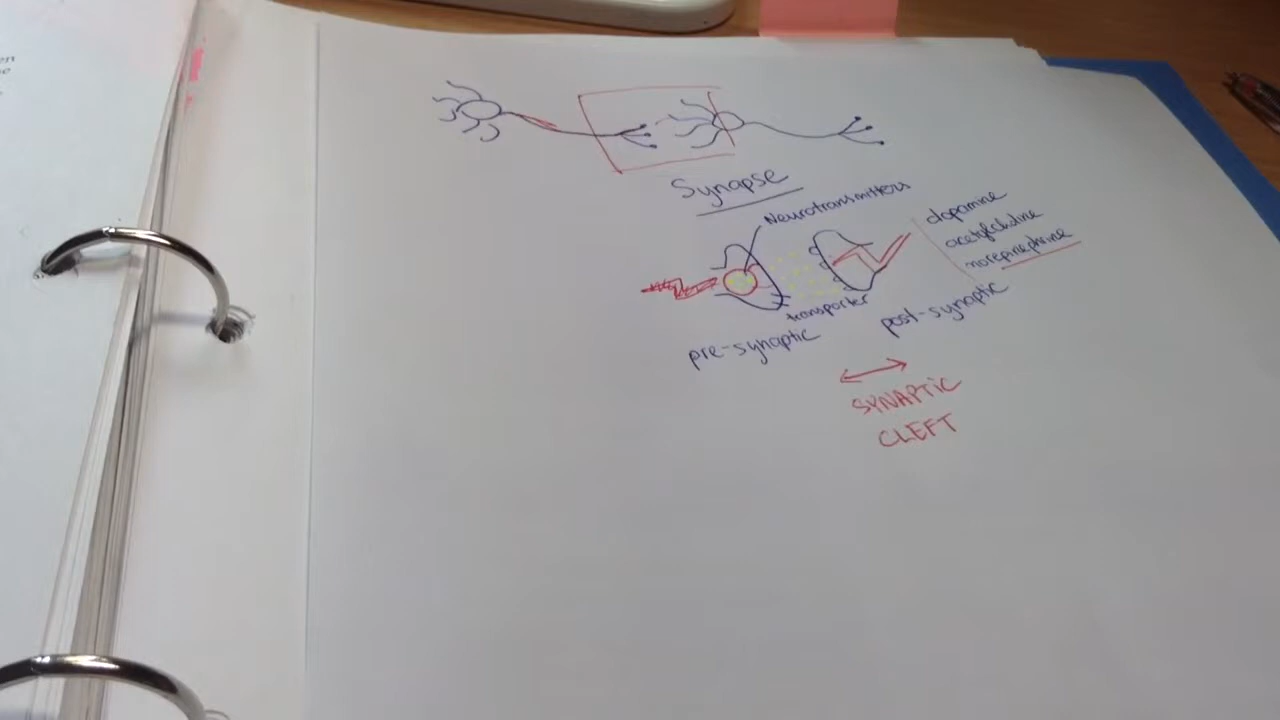 Synapse
Neurotransmitters
dopamine
acetylcholine
norepinephrine
transporter
pre-synaptic
post-synaptic
SYNAPTIC
CLEFT